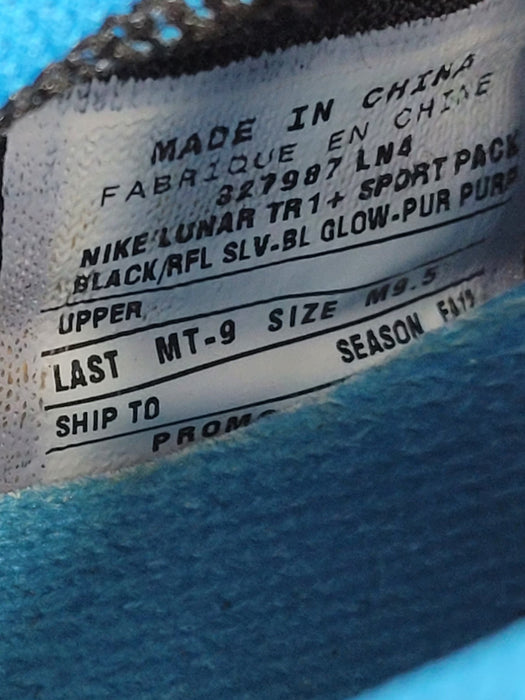 MADE IN CHINA
FABRIQUE EN CHINE
327987 LN4
NIKE LUNAR TR1+ SPORT PACK
BLACK/RFL SLV-BL GLOW-PUR PURP
UPPER
LAST MT-9 SIZE M9.5
SEASON
SHIP TO